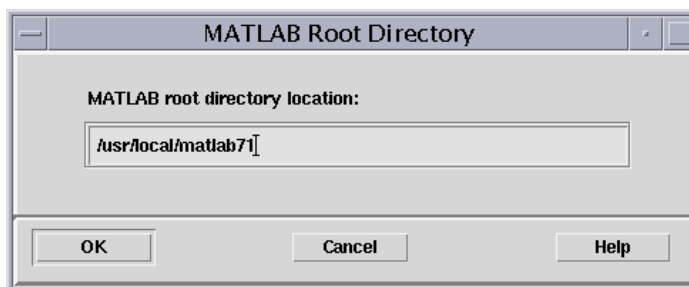 MATLAB Root Directory
MATLAB root directory location:
/usr/local/matlab71
OK Cancel Help